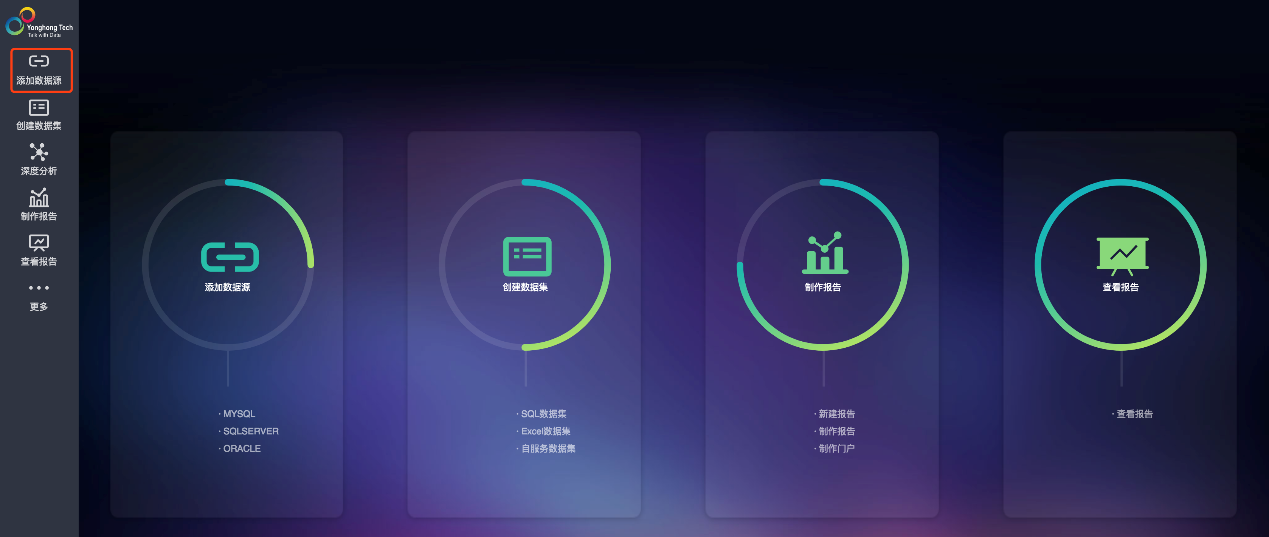 Yonghong Tech
Talk with Data
添加数据源
创建数据集
深度分析
制作报告
查看报告
更多
添加数据源
· MYSQL
· SQLSERVER
· ORACLE
创建数据集
· SQL数据集
· Excel数据集
· 自服务数据集
制作报告
· 新建报告
· 制作报告
· 制作门户
查看报告
· 查看报告